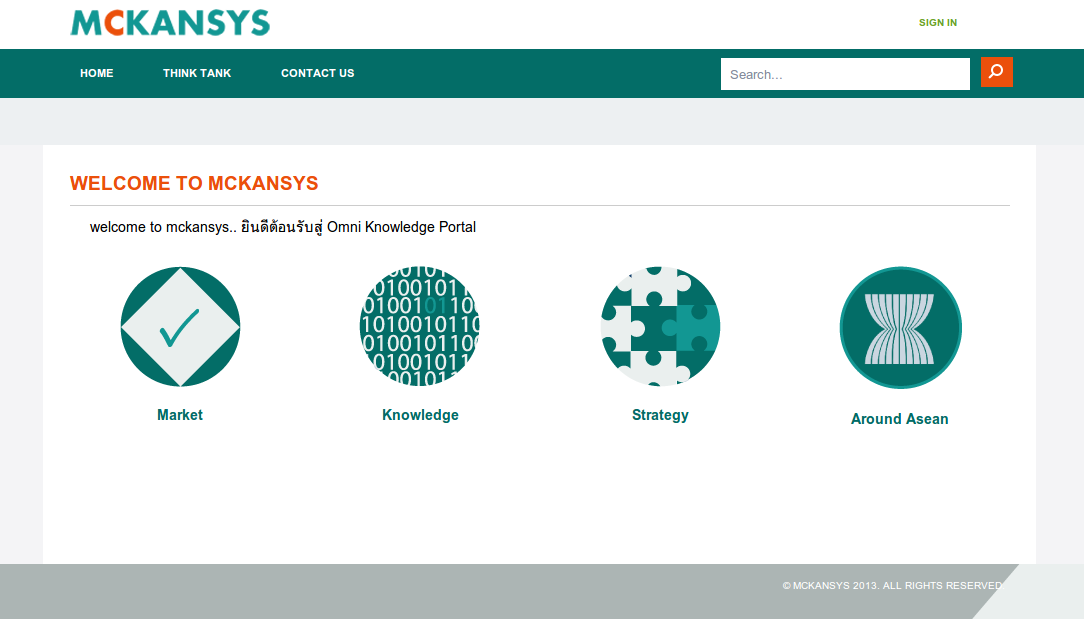 MCKANSYS
SIGN IN
HOME THINK TANK CONTACT US Search...
WELCOME TO MCKANSYS
welcome to mckansys.. ยินดีต้อนรับสู่ Omni Knowledge Portal
Market Knowledge Strategy Around Asean
© MCKANSYS 2013. ALL RIGHTS RESERVED.